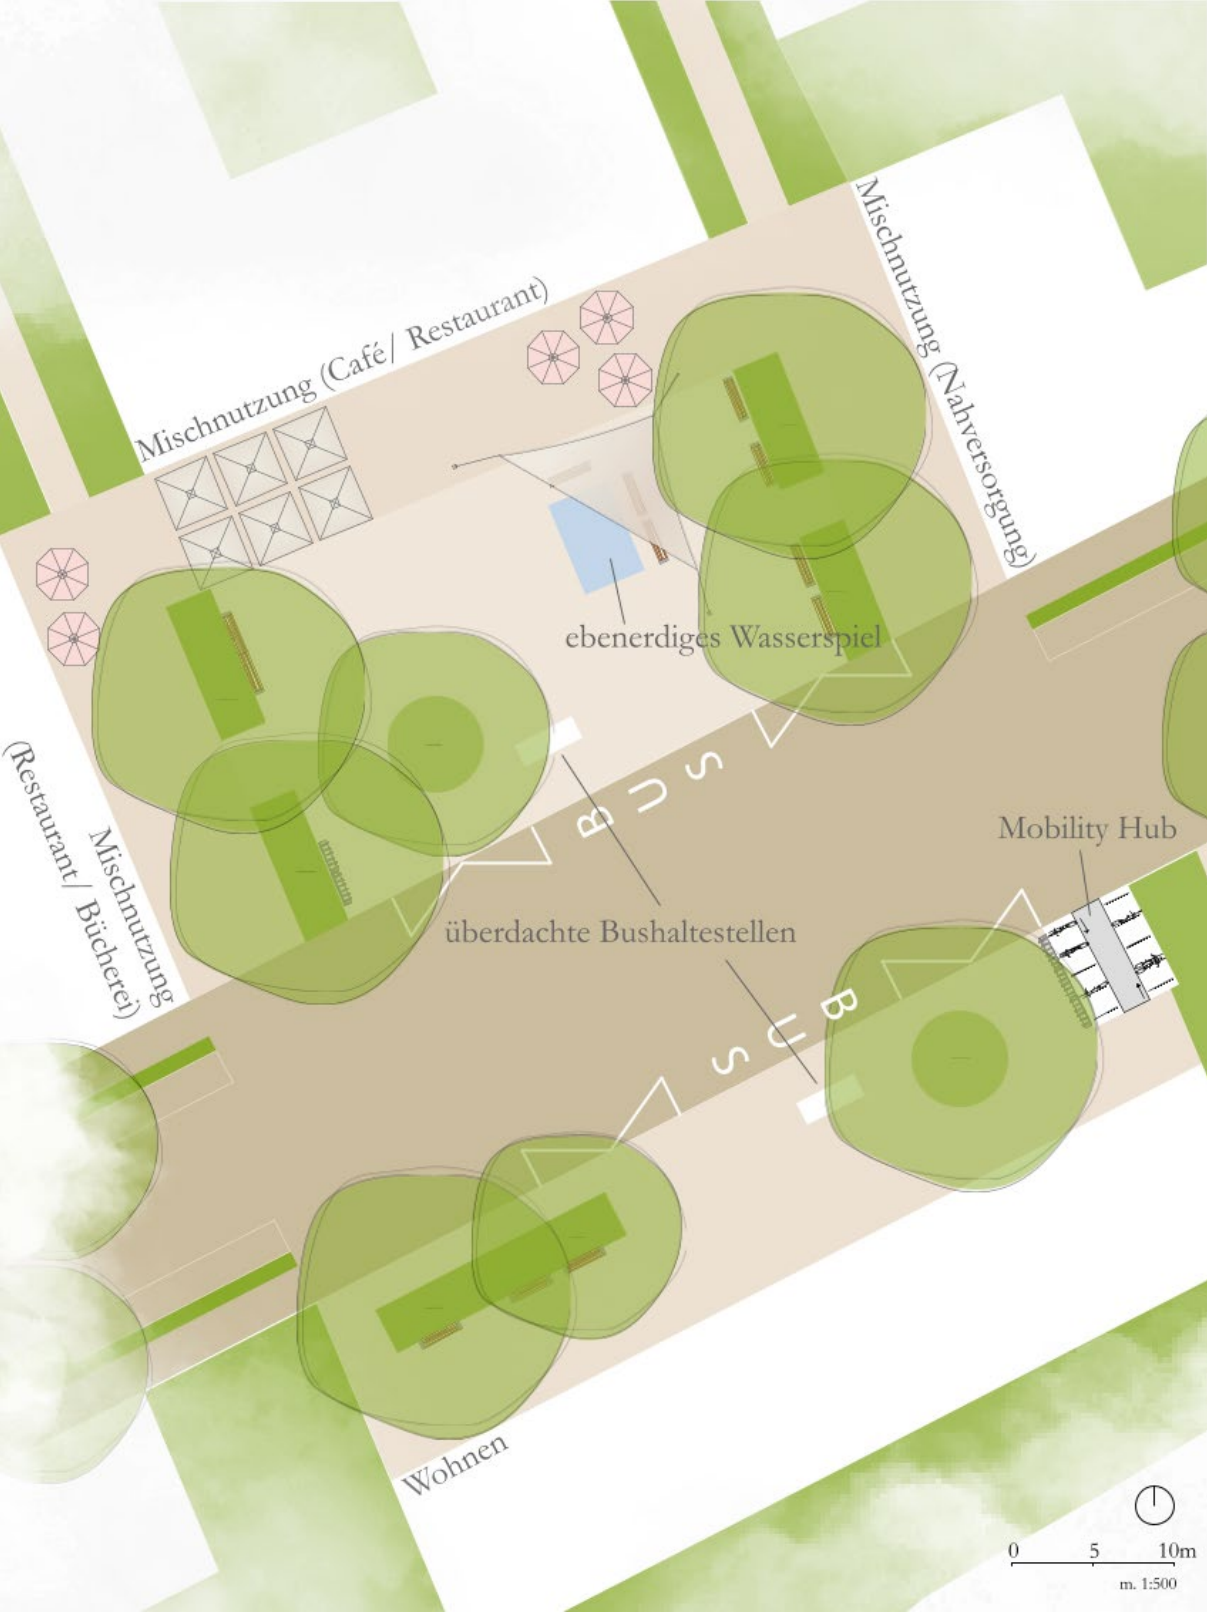 Mischnutzung (Café/ Restaurant)
Mischnutzung (Nahversorgung)
ebenerdiges Wasserspiel
BUS
Mischnutzung
(Restaurant/ Bücherei)
Mobility Hub
überdachte Bushaltestellen
BUS
Wohnen
0 5 10m
m. 1:500